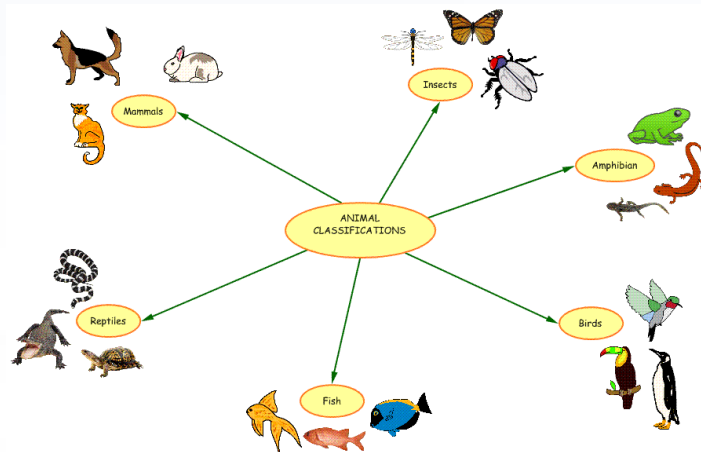 Insects
Mammals
Amphibian
ANIMAL
CLASSIFICATIONS
Reptiles
Birds
Fish